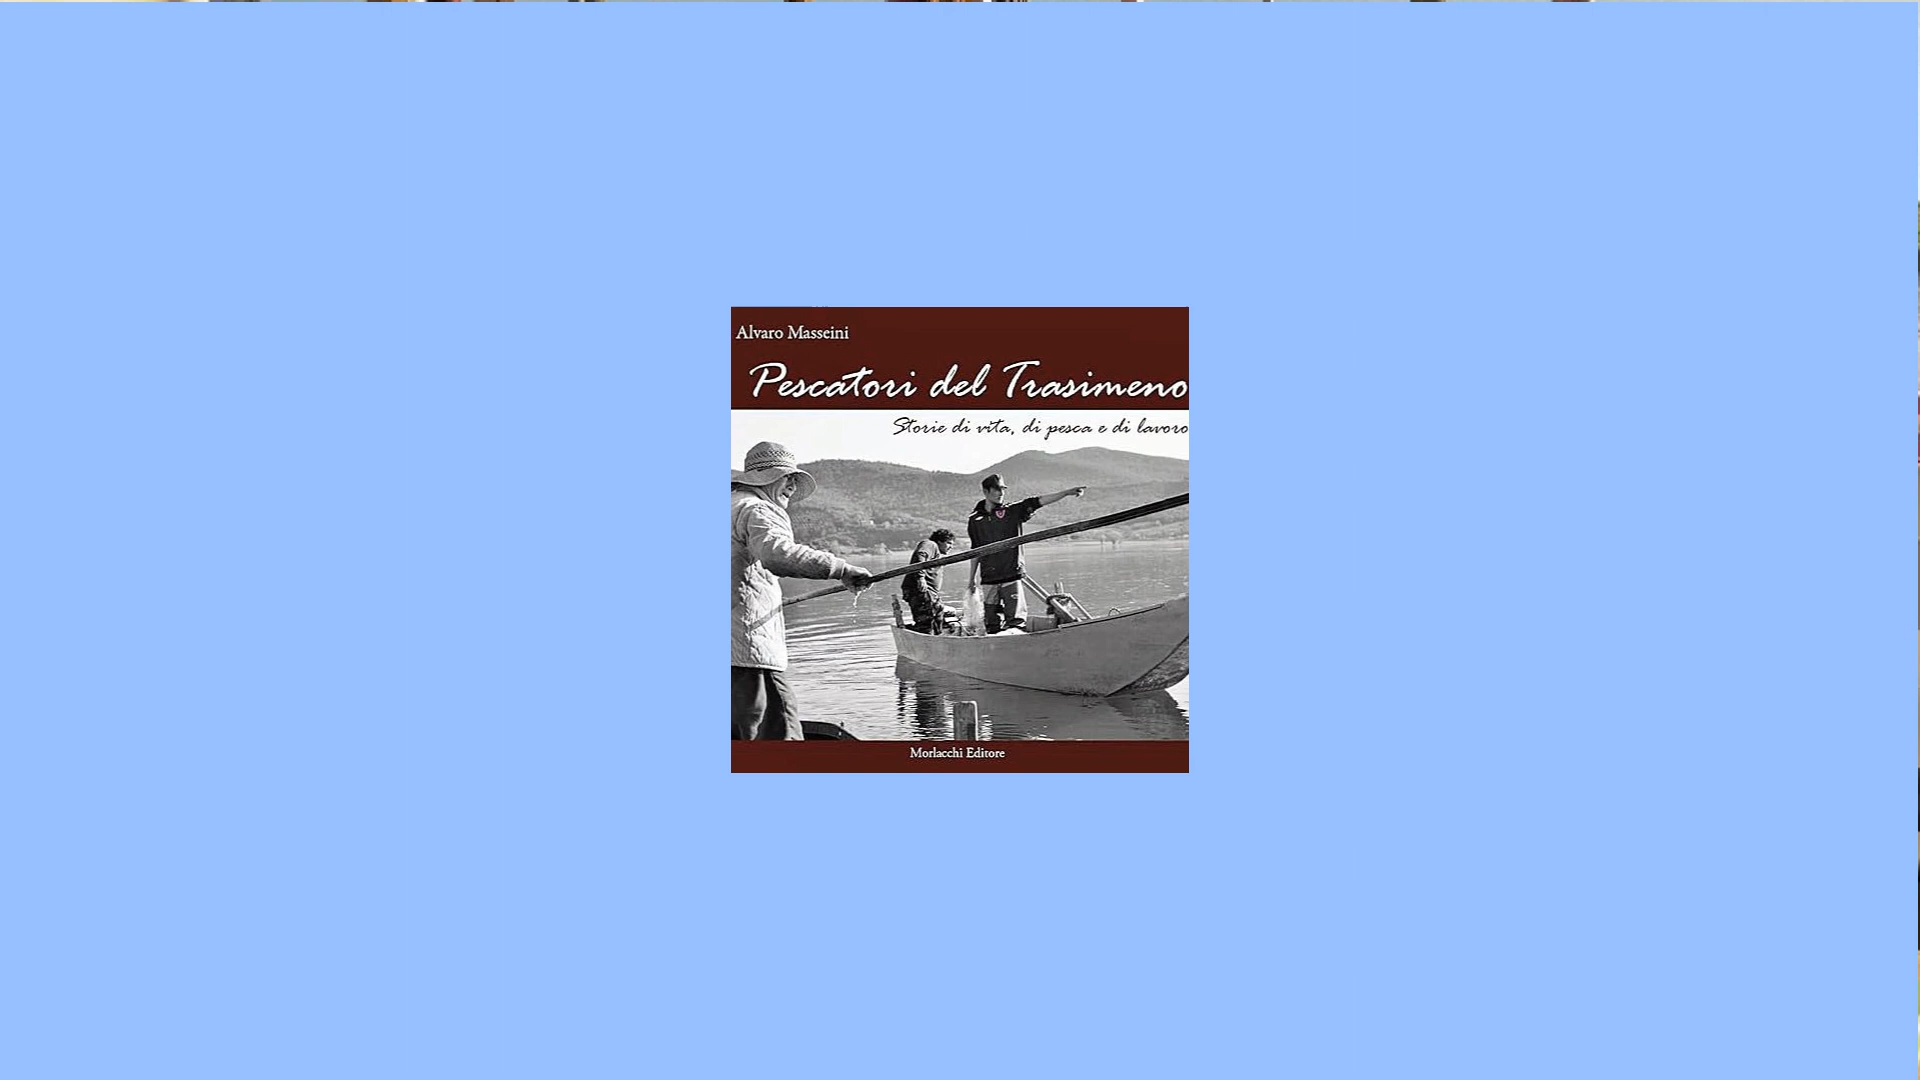 Alvaro Masseini
Pescatori del Trasimeno
Storie di vita, di pesca e di lavoro
Morlacchi Editore